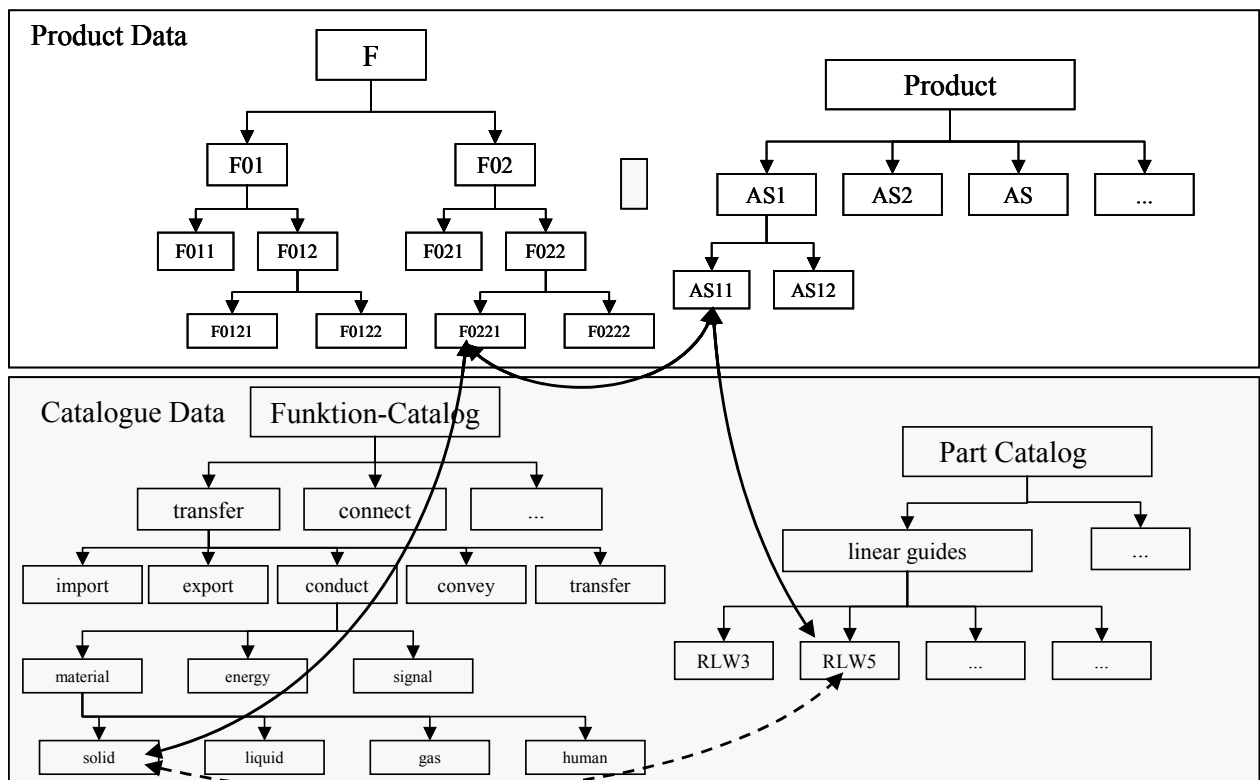 Product Data
F
Product
F01
F02
AS1
AS2
AS
...
F011
F012
F021
F022
AS11
AS12
F0121
F0122
F0221
F0222
Catalogue Data
Funktion-Catalog
Part Catalog
transfer
connect
...
linear guides
...
import
export
conduct
convey
transfer
RLW3
RLW5
...
...
material
energy
signal
solid
liquid
gas
human